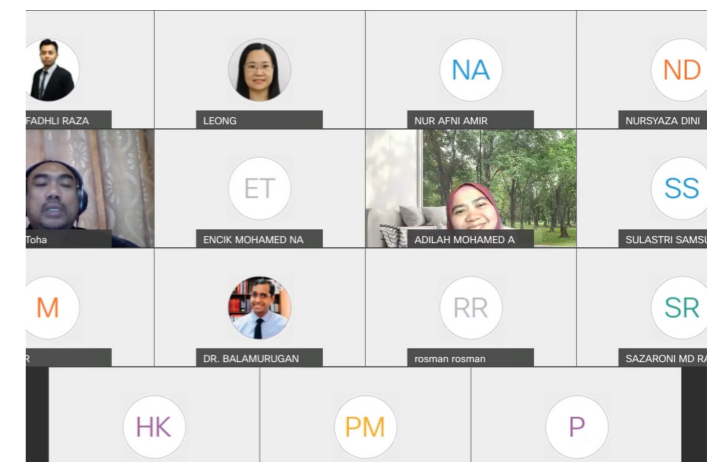 FADHLI RAZA
LEONG
NA
NUR AFNI AMIR
ND
NURSYAZA DINI
Toha
ET
ENCIK MOHAMED NA
ADILAH MOHAMED A
SS
SULASTRI SAMSU
M
R
DR. BALAMURUGAN
RR
rosman rosman
SR
SAZARONI MD RA
HK
PM
P